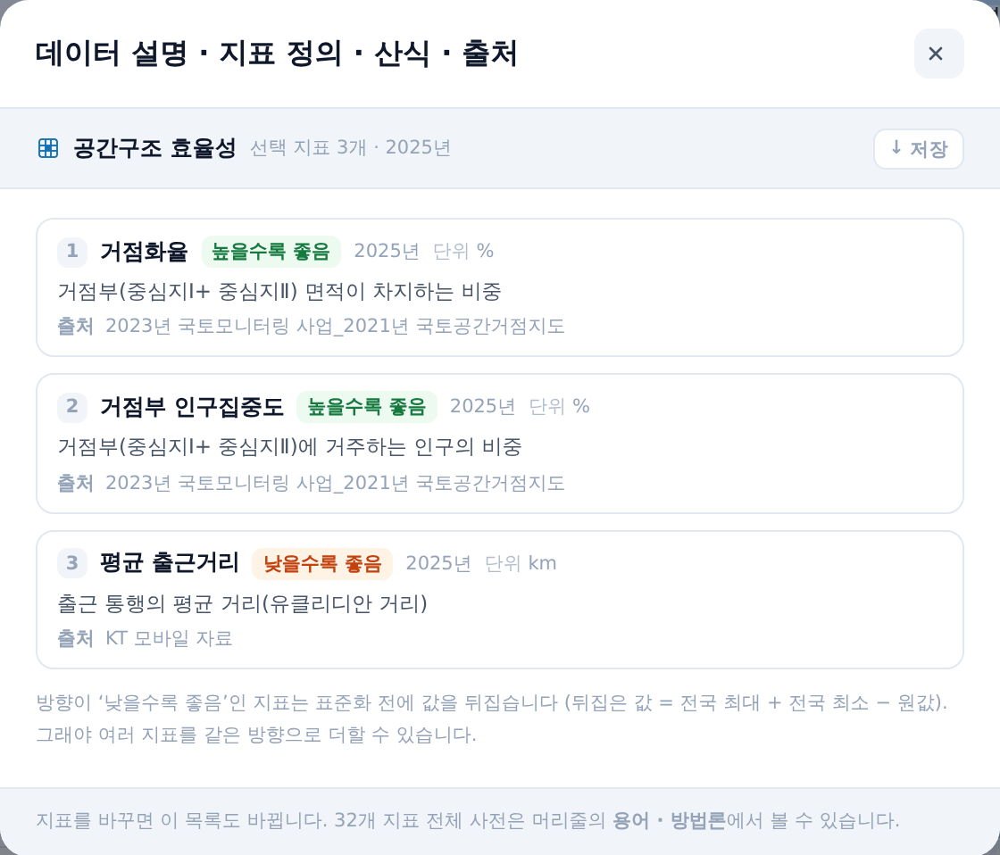 데이터 설명 · 지표 정의 · 산식 · 출처
공간구조 효율성 선택 지표 3개 · 2025년 ↓ 저장
1 거점화율 높을수록 좋음 2025년 단위 %
거점부(중심지Ⅰ+ 중심지Ⅱ) 면적이 차지하는 비중
출처 2023년 국토모니터링 사업_2021년 국토공간거점지도
2 거점부 인구집중도 높을수록 좋음 2025년 단위 %
거점부(중심지Ⅰ+ 중심지Ⅱ)에 거주하는 인구의 비중
출처 2023년 국토모니터링 사업_2021년 국토공간거점지도
3 평균 출근거리 낮을수록 좋음 2025년 단위 km
출근 통행의 평균 거리(유클리디안 거리)
출처 KT 모바일 자료
방향이 ‘낮을수록 좋음’인 지표는 표준화 전에 값을 뒤집습니다 (뒤집은 값 = 전국 최대 + 전국 최소 − 원값).
그래야 여러 지표를 같은 방향으로 더할 수 있습니다.
지표를 바꾸면 이 목록도 바뀝니다. 32개 지표 전체 사전은 머리줄의 용어 · 방법론에서 볼 수 있습니다.